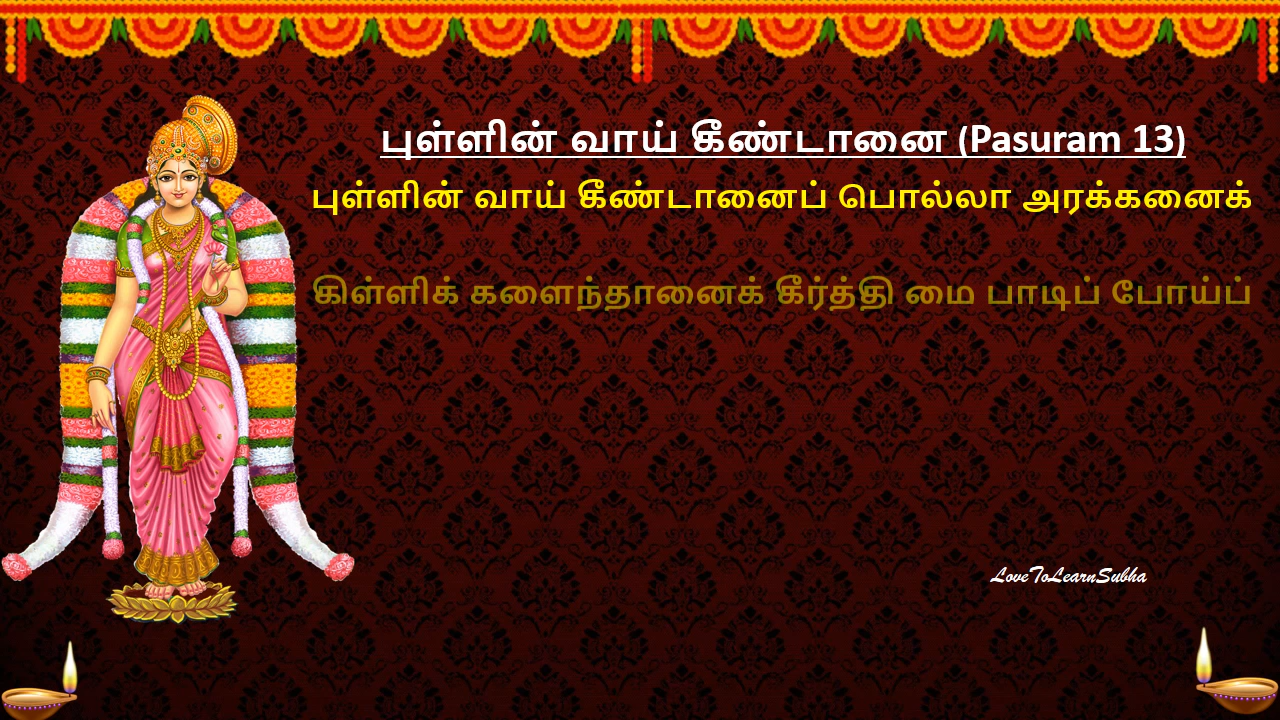 புள்ளின் வாய் கீண்டானை (Pasuram 13)
புள்ளின் வாய் கீண்டானைப் பொல்லா அரக்கனைக்
கிள்ளிக் களைந்தானைக் கீர்த்தி மை பாடிப் போய்ப்
LoveToLearnSubha